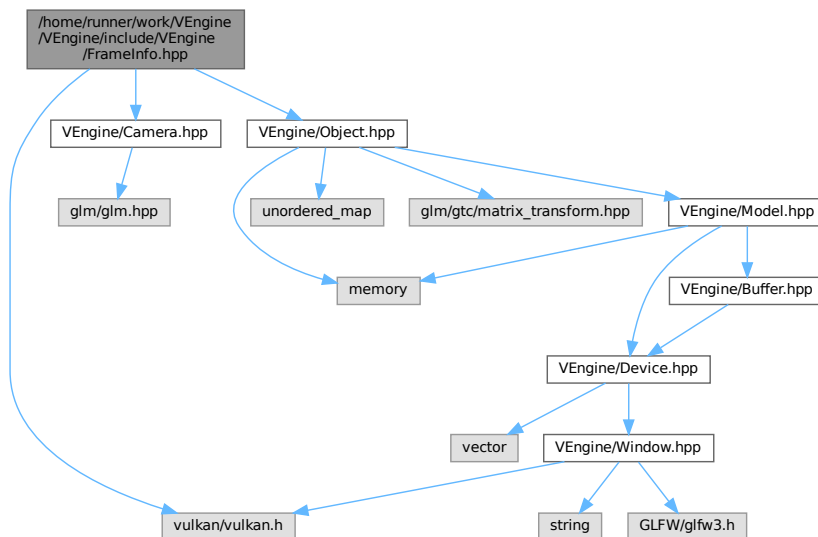 /home/runner/work/VEngine
/VEngine/include/VEngine
/FrameInfo.hpp
VEngine/Camera.hpp
VEngine/Object.hpp
glm/glm.hpp
unordered_map
glm/gtc/matrix_transform.hpp
VEngine/Model.hpp
memory
VEngine/Buffer.hpp
VEngine/Device.hpp
vector
VEngine/Window.hpp
vulkan/vulkan.h
string
GLFW/glfw3.h